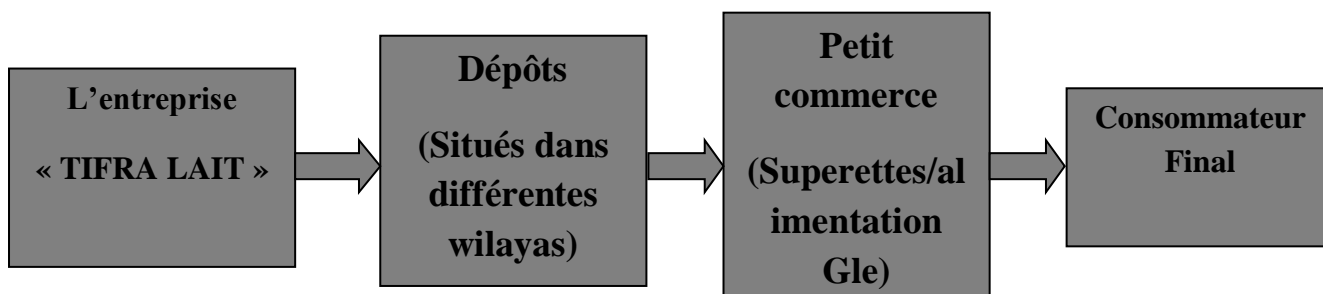 L'entreprise
« TIFRA LAIT »
Dépôts
(Situés dans
différentes
wilayas)
Petit
commerce
(Superettes/al
imentation
Gle)
Consommateur
Final